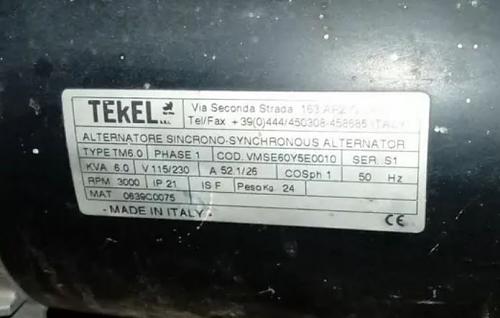 TEKEL S.R.L. Via Seconda Strada 163
Tel/Fax +39(0)444/450308-458685 (ITALY)
ALTERNATORE SINCRONO-SYNCHRONOUS ALTERNATOR
TYPE TM6.0 PHASE 1 COD. VMSE60Y5E0010 SER. S1
KVA 6.0 V 115/230 A 52.1/26 COSph 1 50 Hz
RPM 3000 IP 21 IS F Peso Kg 24
MAT 0639C0075
- MADE IN ITALY - CE